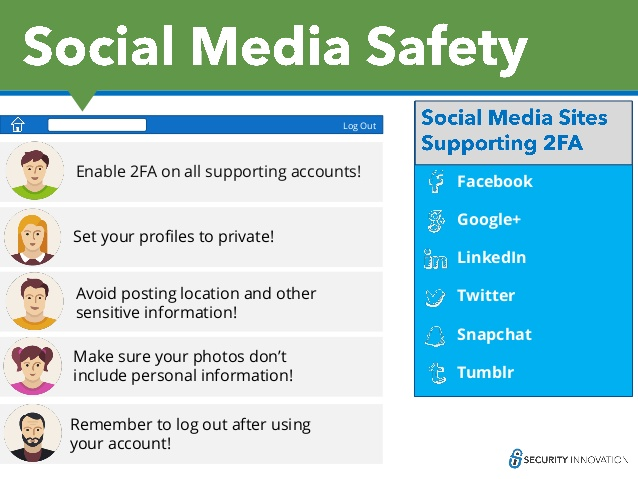 Social Media Safety
Log Out
Enable 2FA on all supporting accounts!
Set your profiles to private!
Avoid posting location and other
sensitive information!
Make sure your photos don't
include personal information!
Remember to log out after using
your account!
Social Media Sites
Supporting 2FA
Facebook
Google+
LinkedIn
Twitter
Snapchat
Tumblr
SECURITY INNOVATION